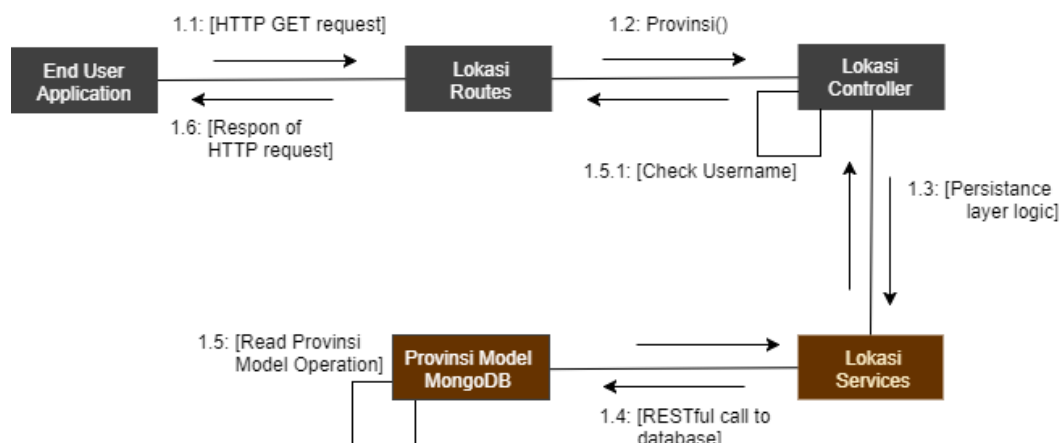 1.1: [HTTP GET request]
1.2: Provinsi()
End User
Application
Lokasi
Routes
Lokasi
Controller
1.6: [Respon of
HTTP request]
1.5.1: [Check Username]
1.3: [Persistance
layer logic]
1.5: [Read Provinsi
Model Operation]
Provinsi Model
MongoDB
Lokasi
Services
1.4: [RESTful call to
database]